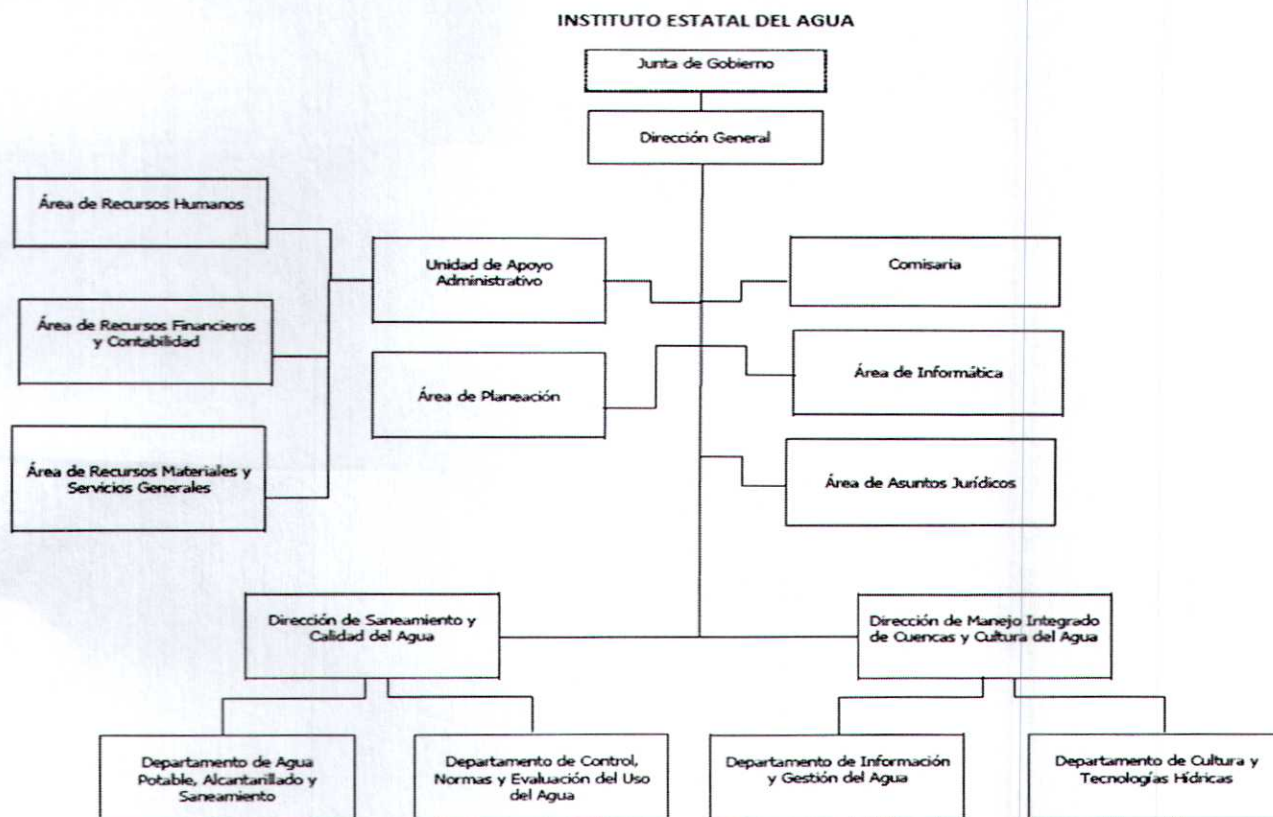 INSTITUTO ESTATAL DEL AGUA
Junta de Gobierno
Dirección General
Área de Recursos Humanos
Unidad de Apoyo
Administrativo
Comisaria
Área de Recursos Financieros
y Contabilidad
Área de Planeación
Área de Informática
Área de Recursos Materiales y
Servicios Generales
Área de Asuntos Jurídicos
Dirección de Saneamiento y
Calidad del Agua
Dirección de Manejo Integrado
de Cuencas y Cultura del Agua
Departamento de Agua
Potable, Alcantarillado y
Saneamiento
Departamento de Control,
Normas y Evaluación del Uso
del Agua
Departamento de Información
y Gestión del Agua
Departamento de Cultura y
Tecnologías Hídricas